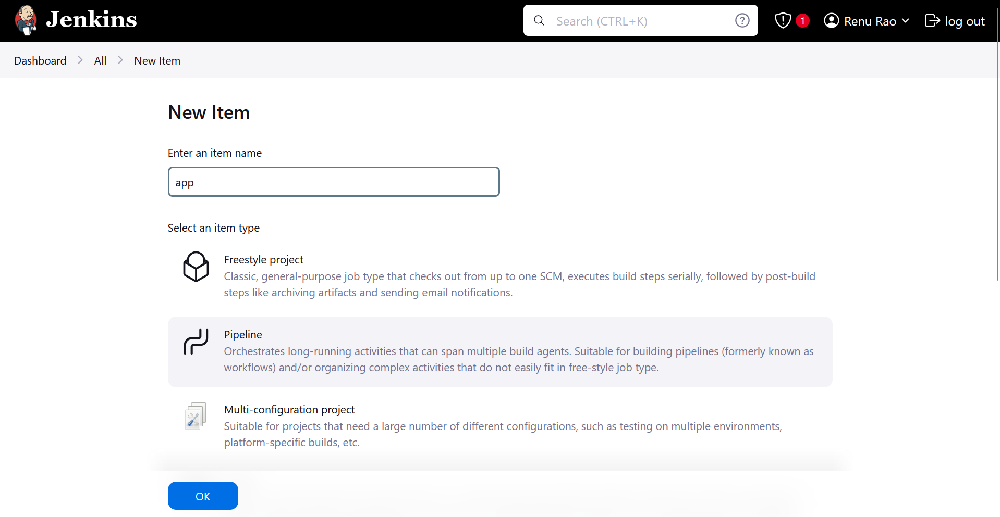 Jenkins
Search (CTRL+K)
1
Renu Rao
log out
Dashboard
All
New Item
New Item
Enter an item name
app
Select an item type
Freestyle project
Classic, general-purpose job type that checks out from up to one SCM, executes build steps serially, followed by post-build
steps like archiving artifacts and sending email notifications.
Pipeline
Orchestrates long-running activities that can span multiple build agents. Suitable for building pipelines (formerly known as
workflows) and/or organizing complex activities that do not easily fit in free-style job type.
Multi-configuration project
Suitable for projects that need a large number of different configurations, such as testing on multiple environments,
platform-specific builds, etc.
OK